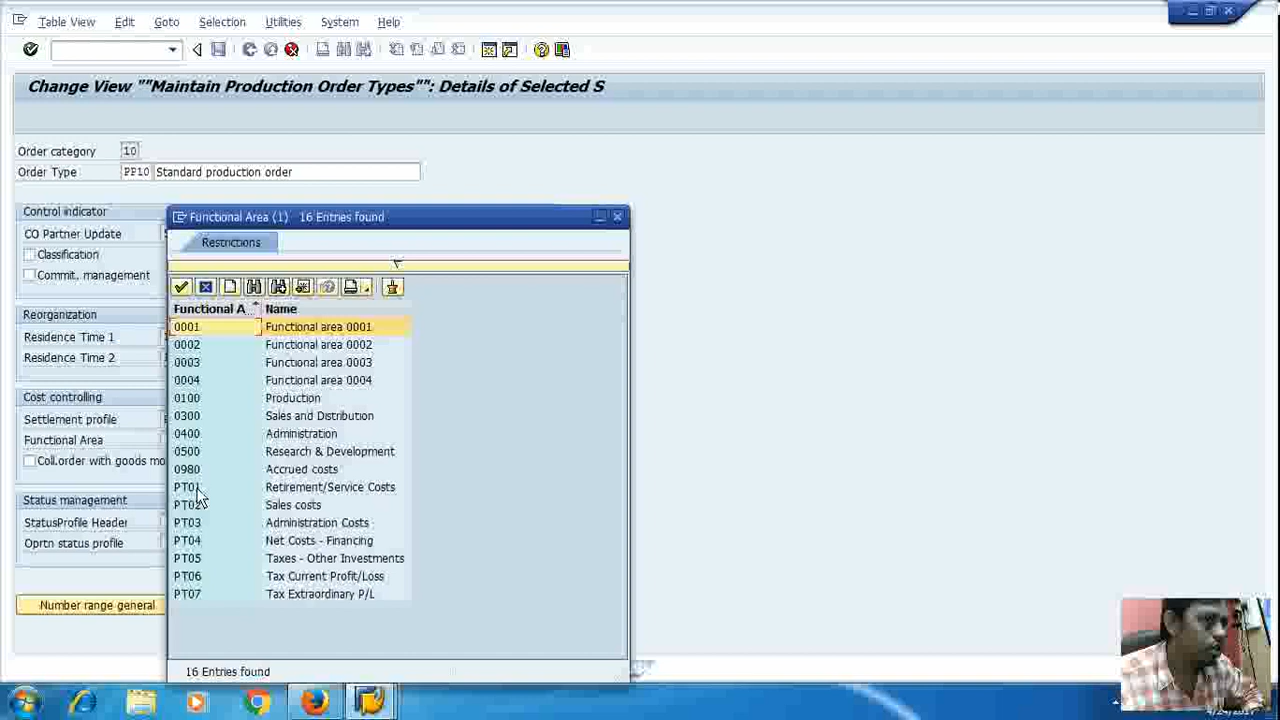 Table View Edit Goto Selection Utilities System Help
Change View ""Maintain Production Order Types"": Details of Selected S
Order category 10
Order Type PP10 Standard production order
Control indicator
CO Partner Update
Classification
Commit. management
Reorganization
Residence Time 1
Residence Time 2
Cost controlling
Settlement profile
Functional Area
Coll.order with goods mo
Status management
StatusProfile Header
Oprtn status profile
Number range general
Functional Area (1) 16 Entries found
Restrictions
Functional A... Name
0001 Functional area 0001
0002 Functional area 0002
0003 Functional area 0003
0004 Functional area 0004
0100 Production
0300 Sales and Distribution
0400 Administration
0500 Research & Development
0980 Accrued costs
PT01 Retirement/Service Costs
PT02 Sales costs
PT03 Administration Costs
PT04 Net Costs - Financing
PT05 Taxes - Other Investments
PT06 Tax Current Profit/Loss
PT07 Tax Extraordinary P/L
16 Entries found